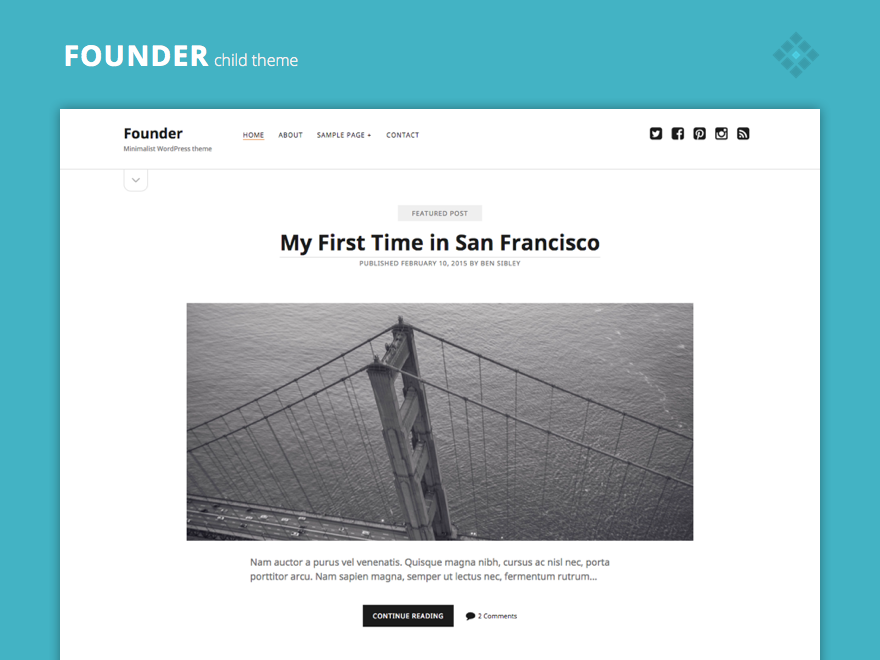 FOUNDER child theme
Founder
Minimalist WordPress theme
HOME ABOUT SAMPLE PAGE + CONTACT
FEATURED POST
My First Time in San Francisco
PUBLISHED FEBRUARY 10, 2015 BY BEN SIBLEY
Nam auctor a purus vel venenatis. Quisque magna nibh, cursus ac nisl nec, porta
porttitor arcu. Nam sapien magna, semper ut lectus nec, fermentum rutrum...
CONTINUE READING 2 Comments